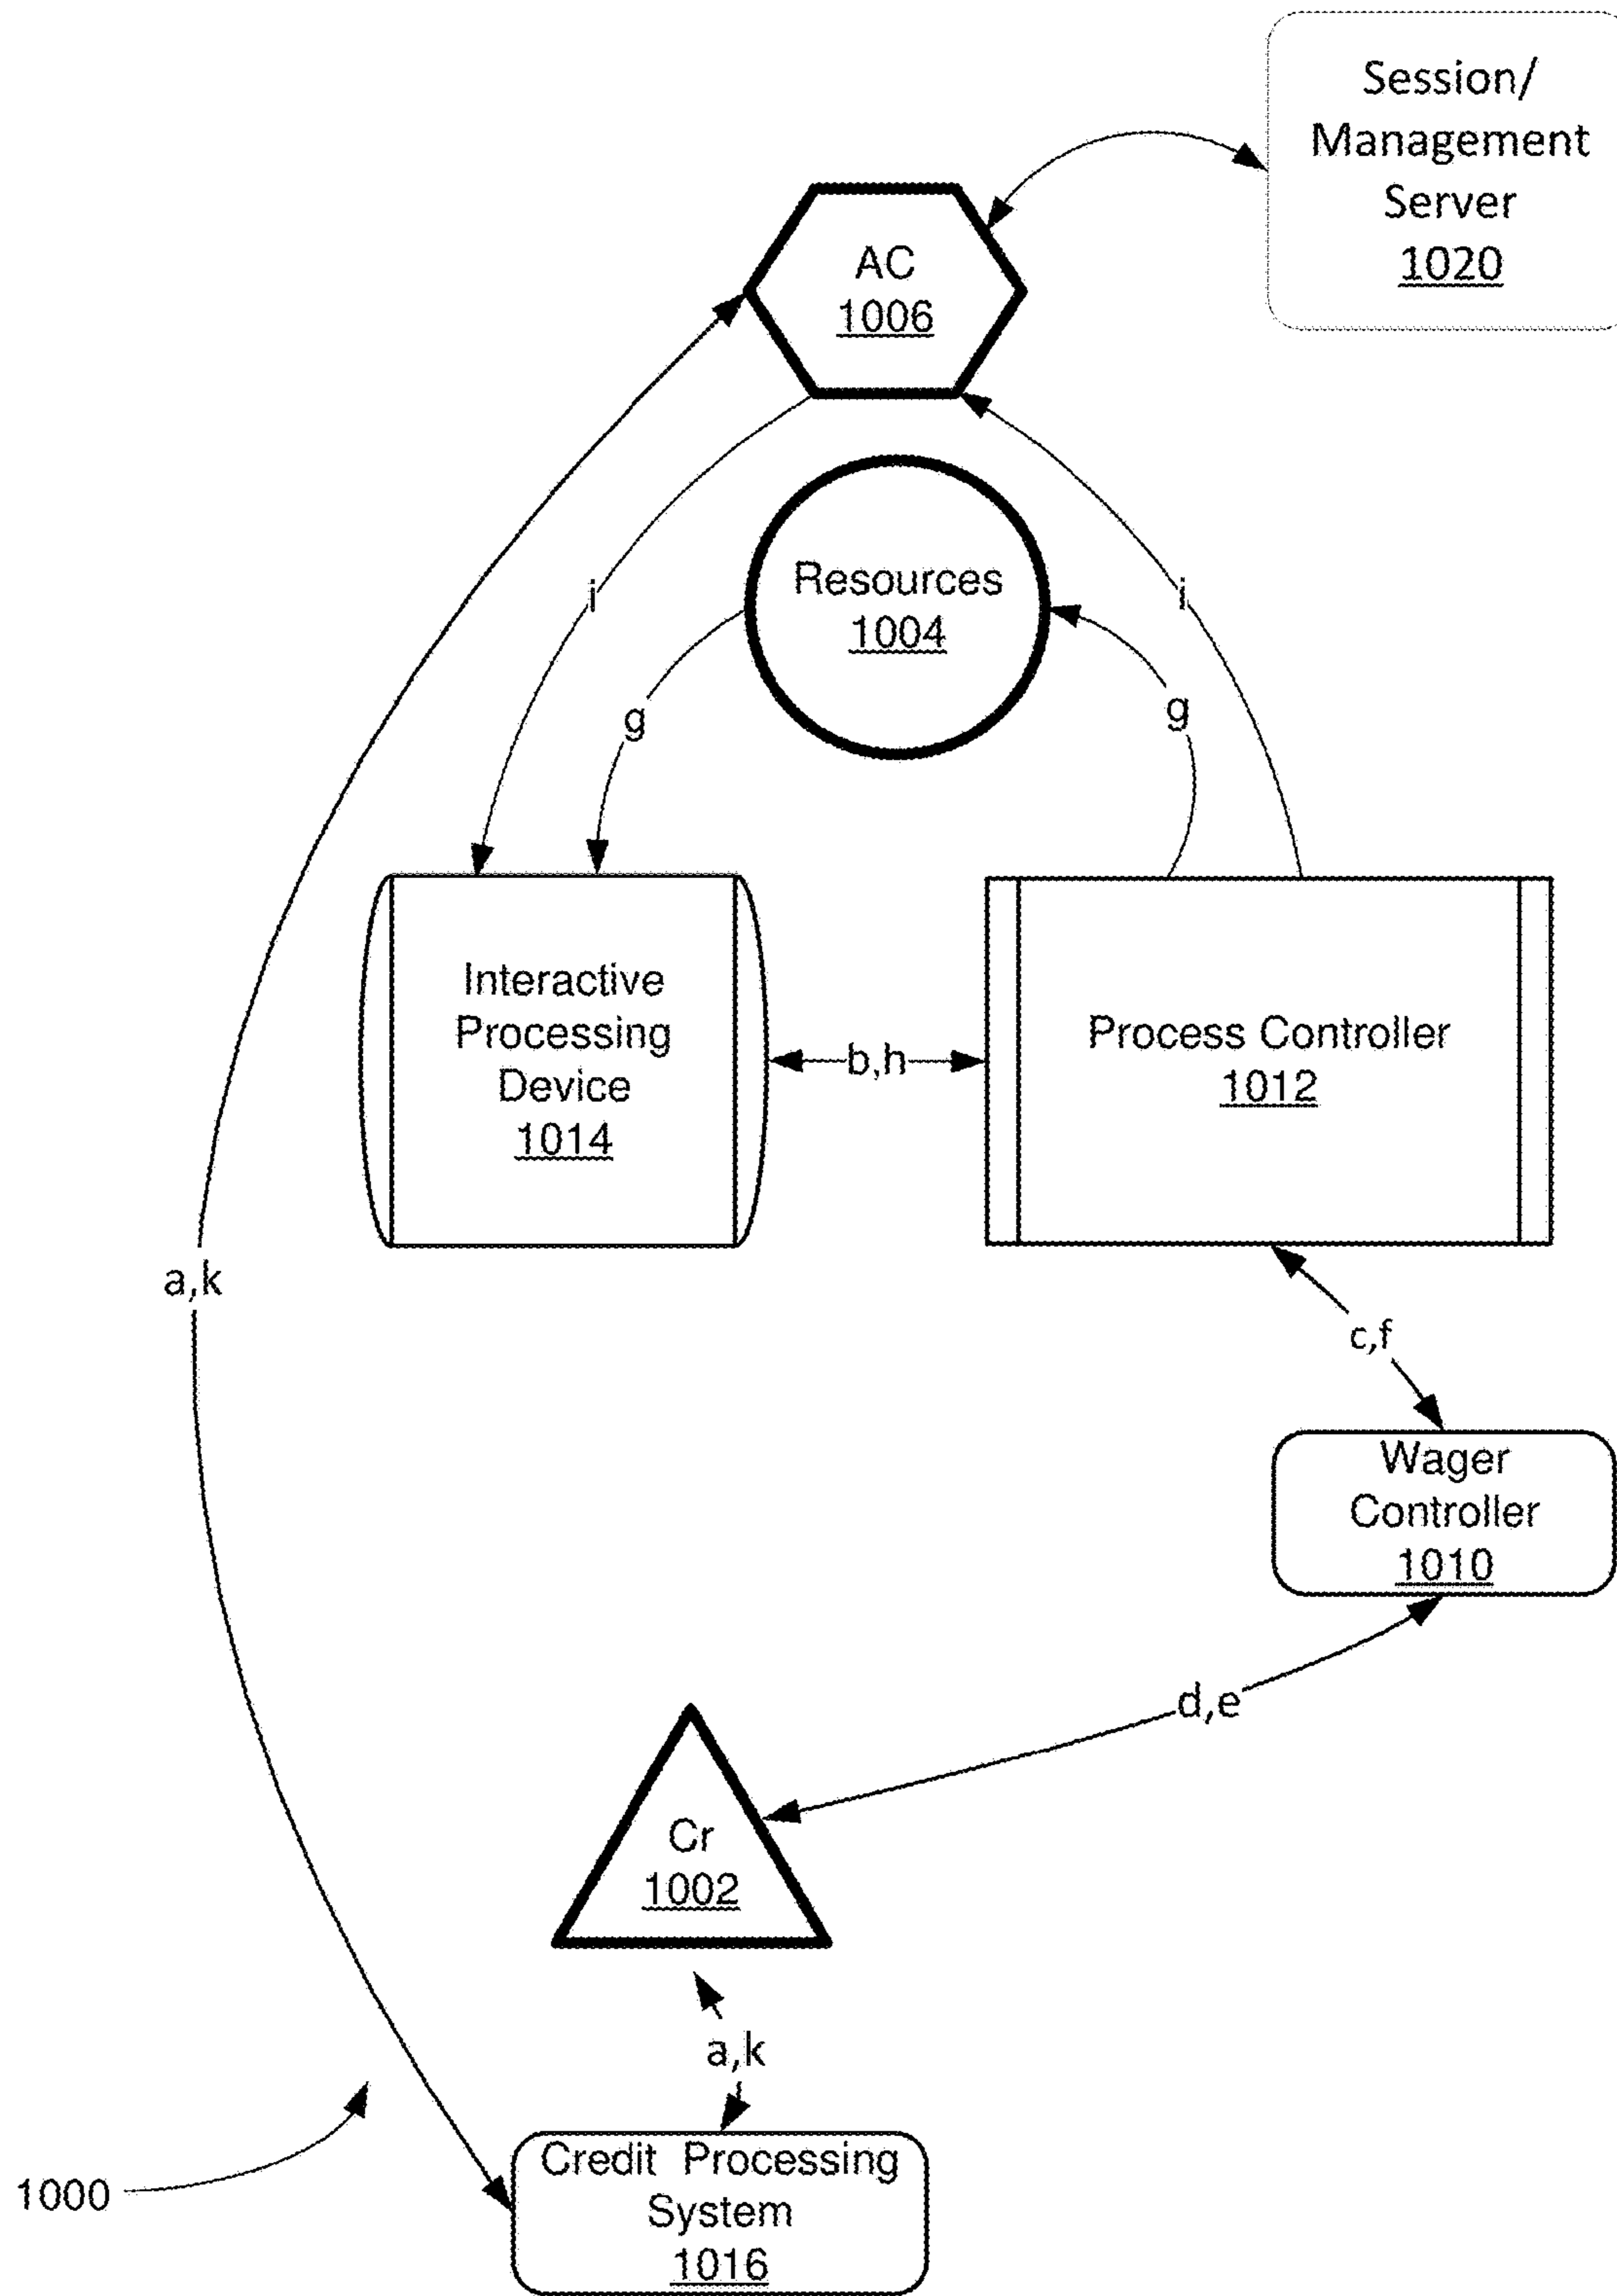 Session/
Management
Server
1020
AC
1006
Resources
1004
i
i
g
g
Interactive
Processing
Device
1014
b,h
Process Controller
1012
a,k
c,f
Wager
Controller
1010
d,e
Cr
1002
a,k
1000
Credit Processing
System
1016